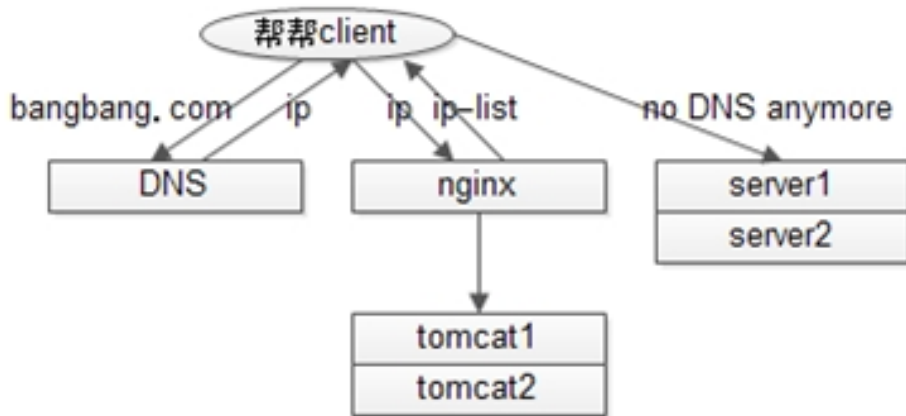 帮帮client
bangbang.com ip ip ip-list no DNS anymore
DNS nginx server1
server2
tomcat1
tomcat2